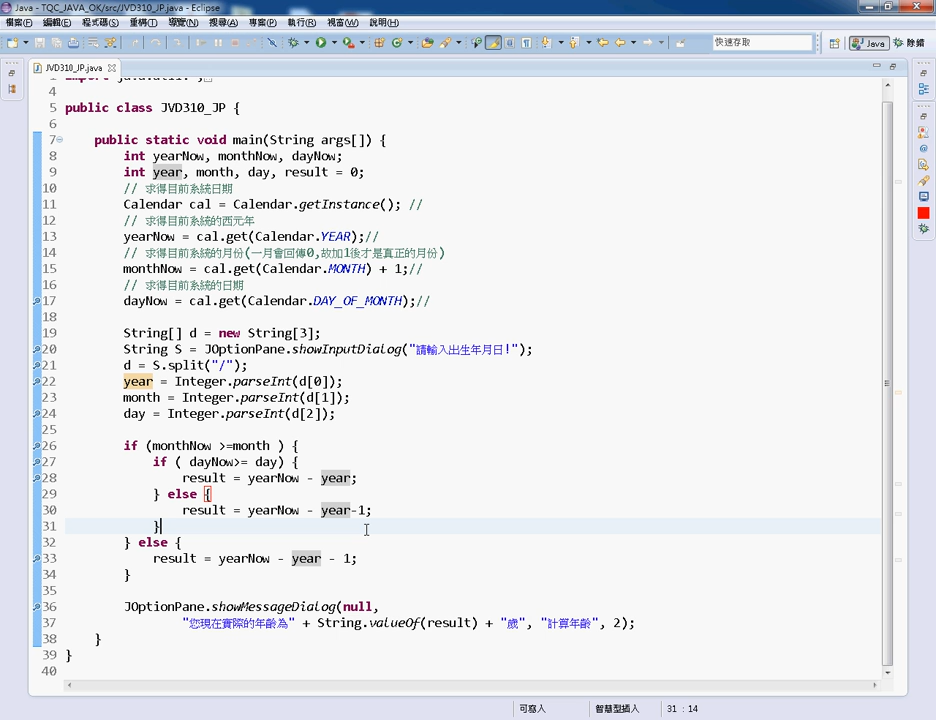 Java - TQC_JAVA_OK/src/JVD310_JP.java - Eclipse
檔案(F) 編輯(E) 程式碼(S) 重構(T) 導覽(N) 搜尋(A) 專案(P) 執行(R) 視窗(W) 說明(H)
快速存取 Java 除錯
JVD310_JP.java
4
5 public class JVD310_JP {
6
7 public static void main(String args[]) {
8 int yearNow, monthNow, dayNow;
9 int year, month, day, result = 0;
10 // 求得目前系統日期
11 Calendar cal = Calendar.getInstance(); //
12 // 求得目前系統的西元年
13 yearNow = cal.get(Calendar.YEAR);//
14 // 求得目前系統的月份(一月會回傳0,故加1後才是真正的月份)
15 monthNow = cal.get(Calendar.MONTH) + 1;//
16 // 求得目前系統的日期
17 dayNow = cal.get(Calendar.DAY_OF_MONTH);//
18
19 String[] d = new String[3];
20 String S = JOptionPane.showInputDialog("請輸入出生年月日!");
21 d = S.split("/");
22 year = Integer.parseInt(d[0]);
23 month = Integer.parseInt(d[1]);
24 day = Integer.parseInt(d[2]);
25
26 if (monthNow >=month ) {
27 if ( dayNow>= day) {
28 result = yearNow - year;
29 } else {
30 result = yearNow - year-1;
31 }
32 } else {
33 result = yearNow - year - 1;
34 }
35
36 JOptionPane.showMessageDialog(null,
37 "您現在實際的年齡為" + String.valueOf(result) + "歲", "計算年齡", 2);
38 }
39 }
40
可寫入 智慧型插入 31 : 14